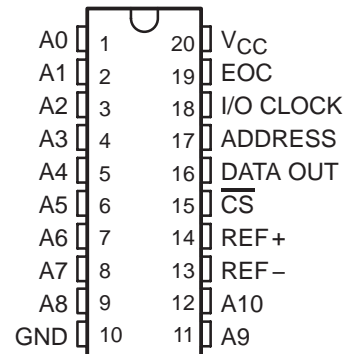 A0 1 20 V_CC
A1 2 19 EOC
A2 3 18 I/O CLOCK
A3 4 17 ADDRESS
A4 5 16 DATA OUT
A5 6 15 C̅S̅
A6 7 14 REF+
A7 8 13 REF−
A8 9 12 A10
GND 10 11 A9